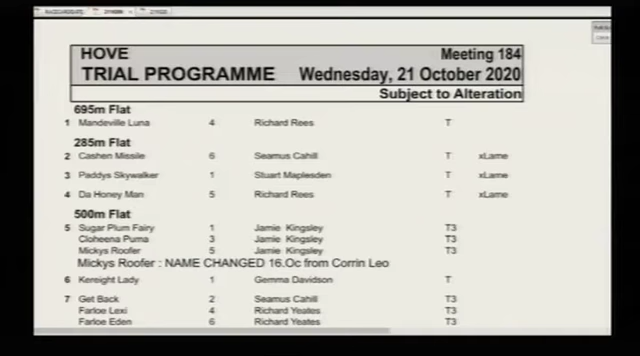 HOVE Meeting 184
TRIAL PROGRAMME Wednesday, 21 October 2020
Subject to Alteration
695m Flat
1 Mandeville Luna 4 Richard Rees T
285m Flat
2 Cashen Missile 6 Seamus Cahill T xLame
3 Paddys Skywalker 1 Stuart Maplesden T xLame
4 Da Honey Man 5 Richard Rees T xLame
500m Flat
5 Sugar Plum Fairy 1 Jamie Kingsley T3
Cloheena Puma 3 Jamie Kingsley T3
Mickys Roofer 5 Jamie Kingsley T3
Mickys Roofer : NAME CHANGED 16.Oc from Corrin Leo
6 Kereight Lady 1 Gemma Davidson T
7 Get Back 2 Seamus Cahill T3
Farloe Lexi 4 Richard Yeates T3
Farloe Eden 6 Richard Yeates T3